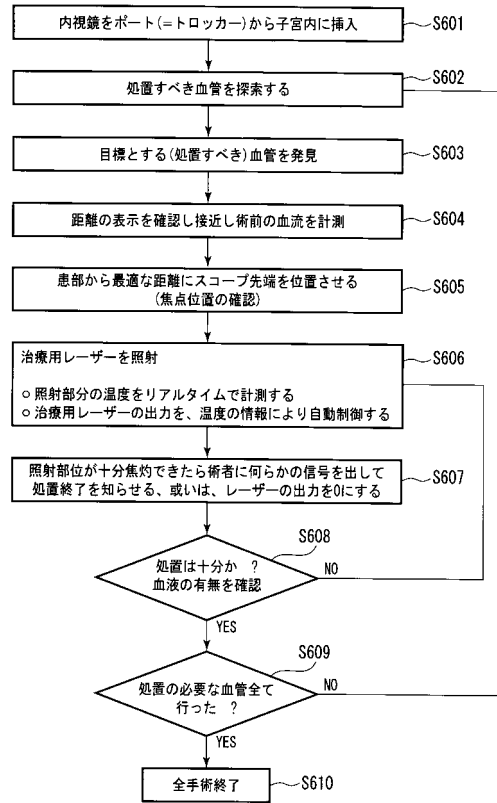 内視鏡をポート(=トロッカー)から子宮内に挿入
S601
処置すべき血管を探索する
S602
目標とする(処置すべき)血管を発見
S603
距離の表示を確認し接近し術前の血流を計測
S604
患部から最適な距離にスコープ先端を位置させる
(焦点位置の確認)
S605
治療用レーザーを照射
S606
○ 照射部分の温度をリアルタイムで計測する
○ 治療用レーザーの出力を、温度の情報により自動制御する
照射部位が十分焦灼できたら術者に何らかの信号を出して
処置終了を知らせる、或いは、レーザーの出力を0にする
S607
S608
処置は十分か ?
血液の有無を確認
NO
YES
S609
処置の必要な血管全て
行った ?
NO
YES
全手術終了
S610